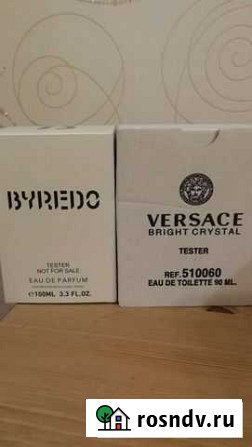 BYREDO
TESTER
NOT FOR SALE
EAU DE PARFUM
℮100ML 3.3 FL.OZ.
VERSACE
BRIGHT CRYSTAL
TESTER
REF.510060
EAU DE TOILETTE 90 ML.
rosndv.ru